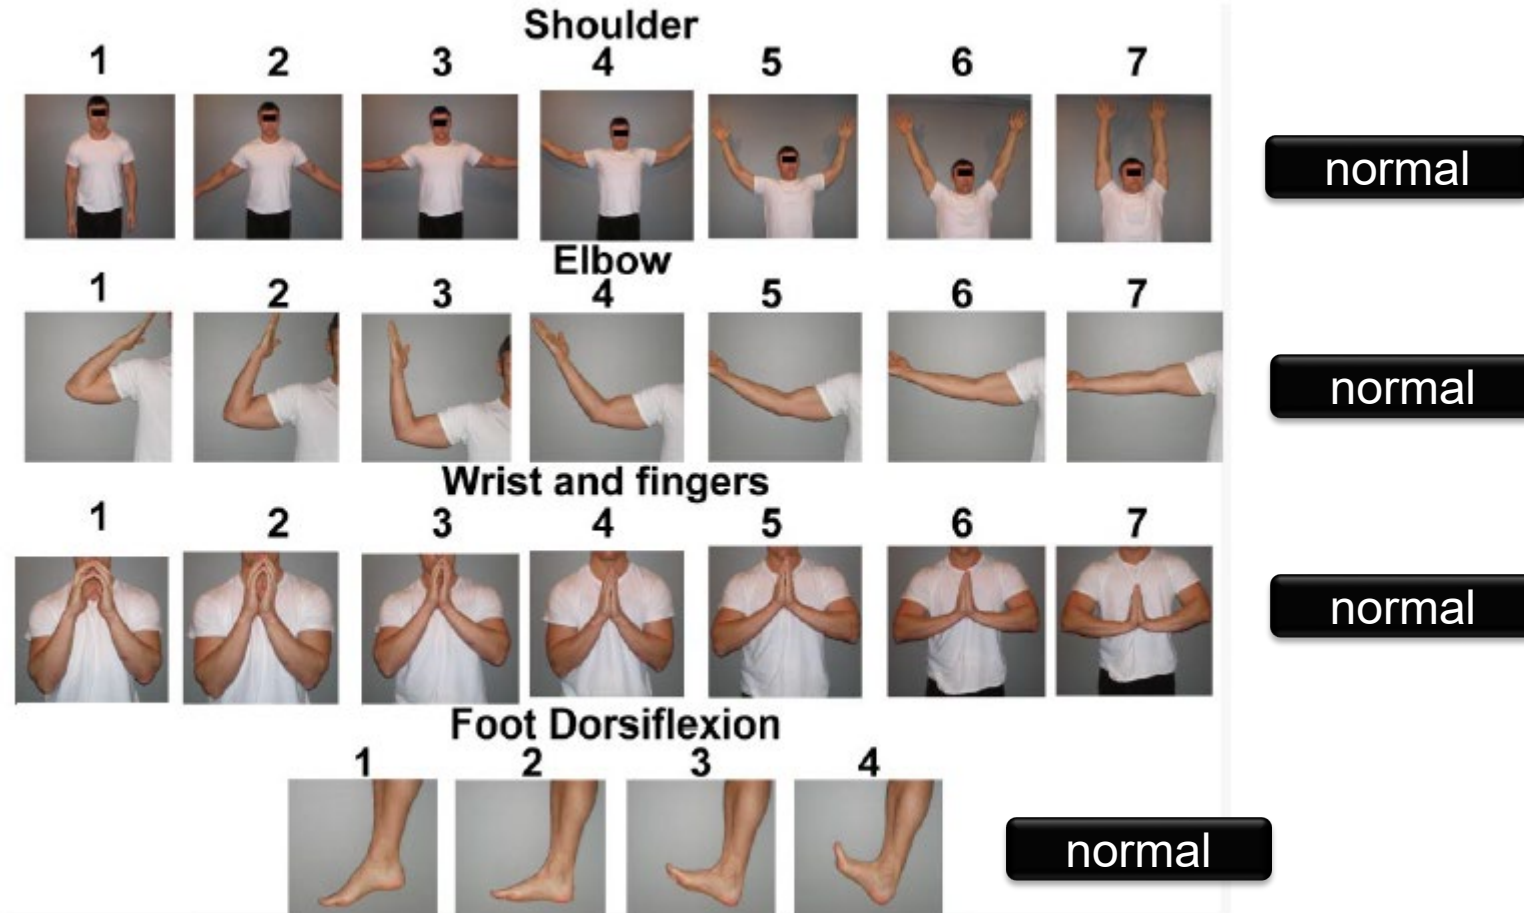 Shoulder
1 2 3 4 5 6 7
normal
Elbow
1 2 3 4 5 6 7
normal
Wrist and fingers
1 2 3 4 5 6 7
normal
Foot Dorsiflexion
1 2 3 4
normal